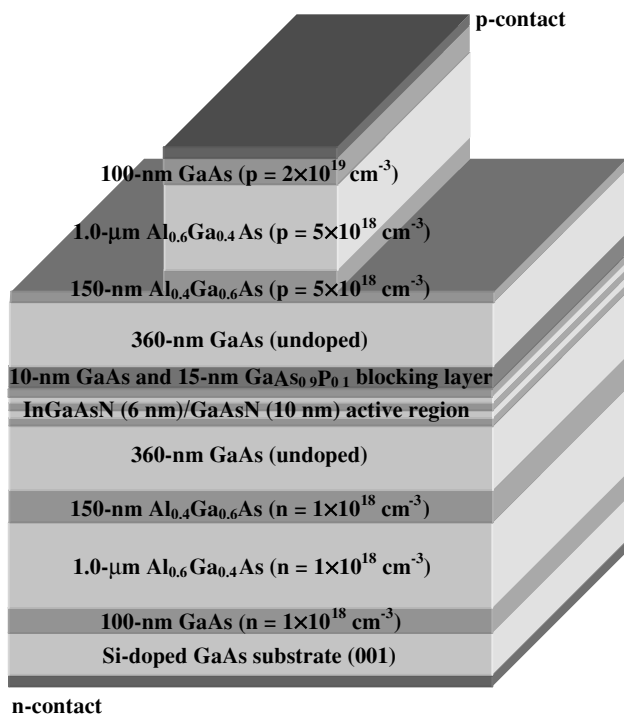 p-contact
100-nm GaAs (p = 2×10¹⁹ cm⁻³)
1.0-μm Al₀.₆Ga₀.₄As (p = 5×10¹⁸ cm⁻³)
150-nm Al₀.₄Ga₀.₆As (p = 5×10¹⁸ cm⁻³)
360-nm GaAs (undoped)
10-nm GaAs and 15-nm GaAs₀ ₉P₀ ₁ blocking layer
InGaAsN (6 nm)/GaAsN (10 nm) active region
360-nm GaAs (undoped)
150-nm Al₀.₄Ga₀.₆As (n = 1×10¹⁸ cm⁻³)
1.0-μm Al₀.₆Ga₀.₄As (n = 1×10¹⁸ cm⁻³)
100-nm GaAs (n = 1×10¹⁸ cm⁻³)
Si-doped GaAs substrate (001)
n-contact